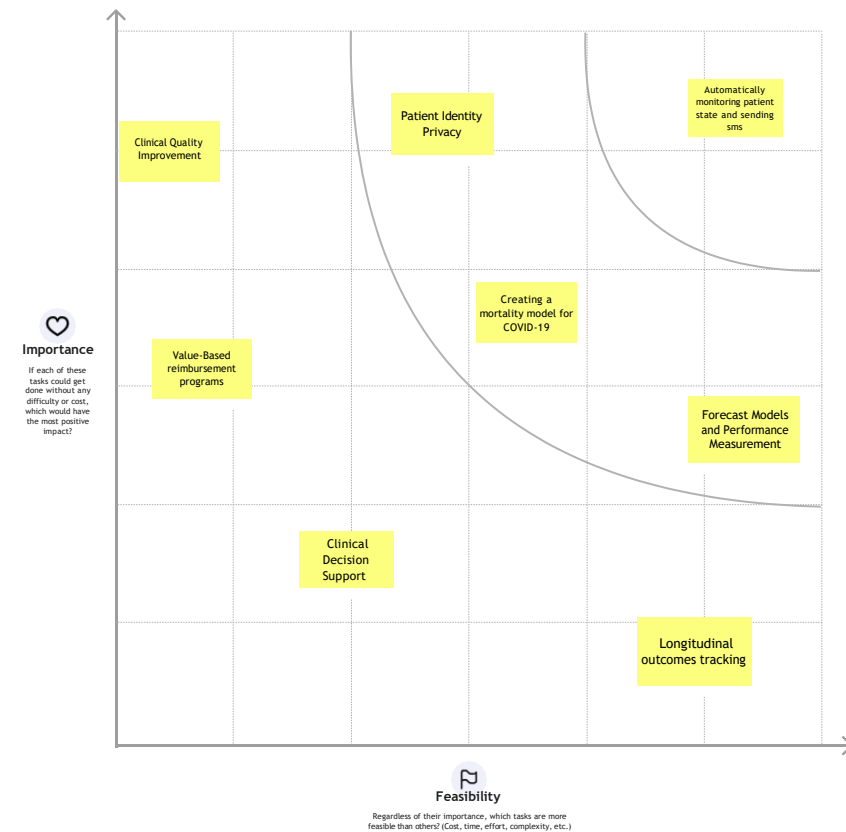 Automatically
monitoring patient
state and sending
sms
Patient Identity
Privacy
Clinical Quality
Improvement
Creating a
mortality model for
COVID-19
Importance
If each of these
tasks could get
done without any
difficulty or cost,
which would have
the most positive
impact?
Value-Based
reimbursement
programs
Forecast Models
and Performance
Measurement
Clinical
Decision
Support
Longitudinal
outcomes tracking
Feasibility
Regardless of their importance, which tasks are more
feasible than others? (Cost, time, effort, complexity, etc.)